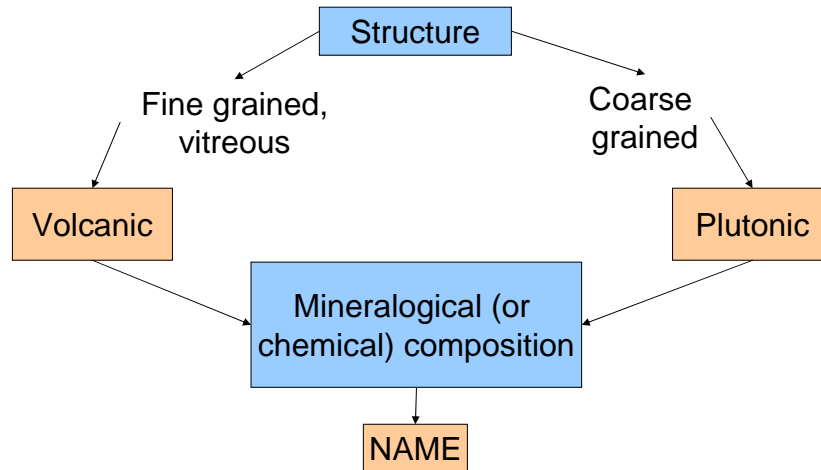 Structure
Fine grained,
vitreous
Coarse
grained
Volcanic
Plutonic
Mineralogical (or
chemical) composition
NAME